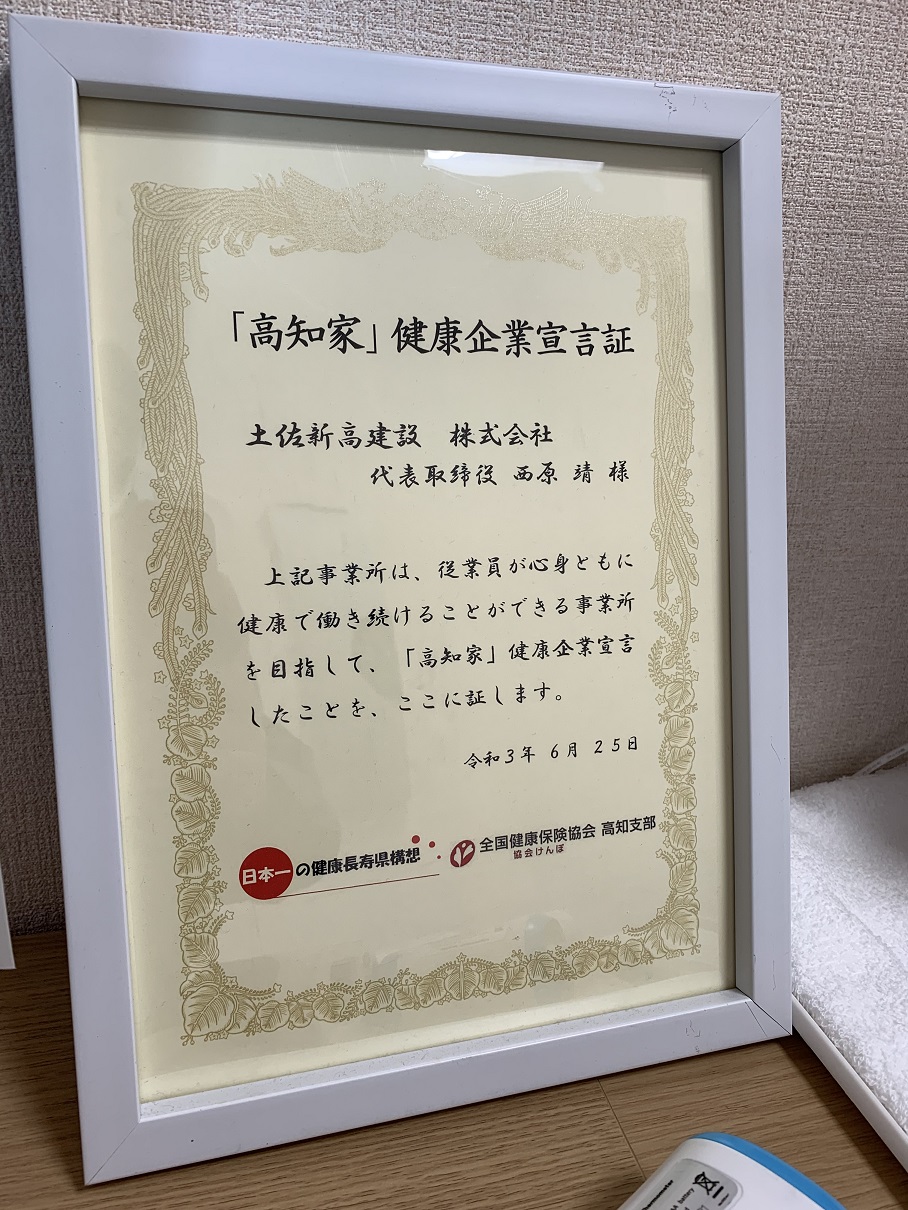 「高知家」健康企業宣言証
土佐新高建設 株式会社
代表取締役 西原 靖 様
上記事業所は、従業員が心身ともに
健康で働き続けることができる事業所
を目指して、「高知家」健康企業宣言
したことを、ここに証します。
令和3年 6月 25日
日本一の健康長寿県構想
全国健康保険協会 高知支部
協会けんぽ
battery